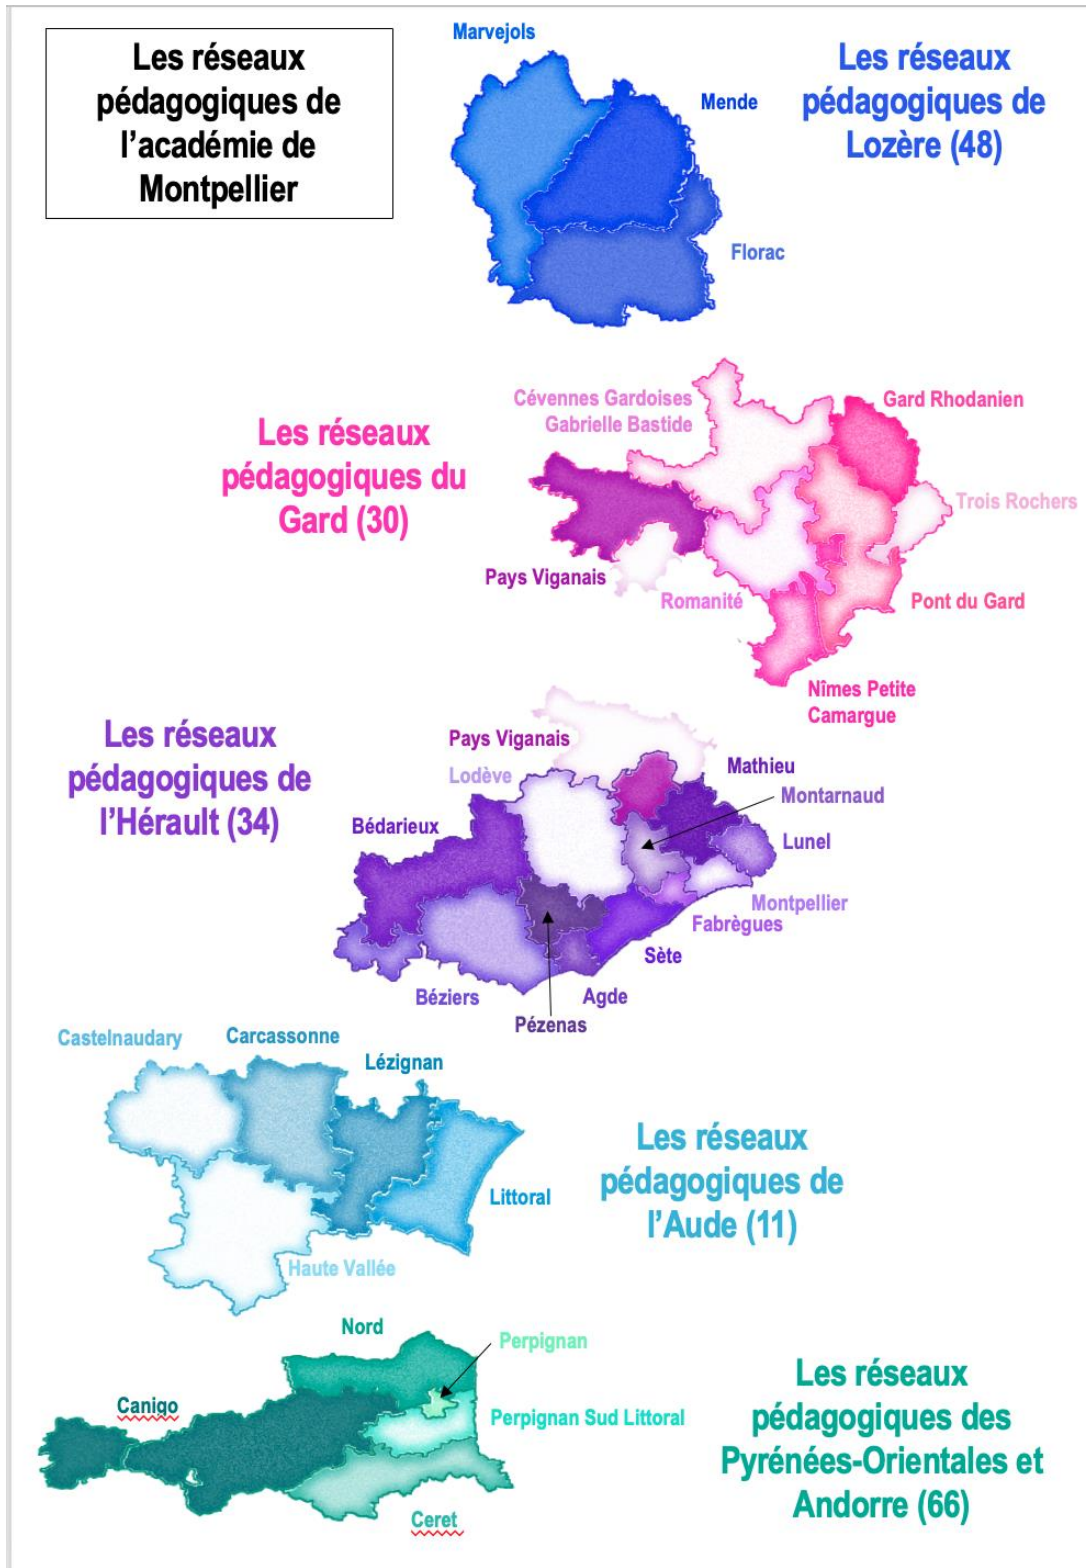 Les réseaux
pédagogiques de
l’académie de
Montpellier
Marvejols
Mende
Florac
Les réseaux
pédagogiques de
Lozère (48)
Les réseaux
pédagogiques du
Gard (30)
Cévennes Gardoises
Gabrielle Bastide
Gard Rhodanien
Trois Rochers
Pays Viganais
Romanité
Pont du Gard
Nîmes Petite
Camargue
Les réseaux
pédagogiques de
l’Hérault (34)
Pays Viganais
Lodève
Mathieu
Montarnaud
Bédarieux
Lunel
Montpellier
Fabrègues
Sète
Béziers
Agde
Pézenas
Castelnaudary
Carcassonne
Lézignan
Littoral
Haute Vallée
Les réseaux
pédagogiques de
l’Aude (11)
Nord
Perpignan
Canigo
Perpignan Sud Littoral
Ceret
Les réseaux
pédagogiques des
Pyrénées-Orientales et
Andorre (66)